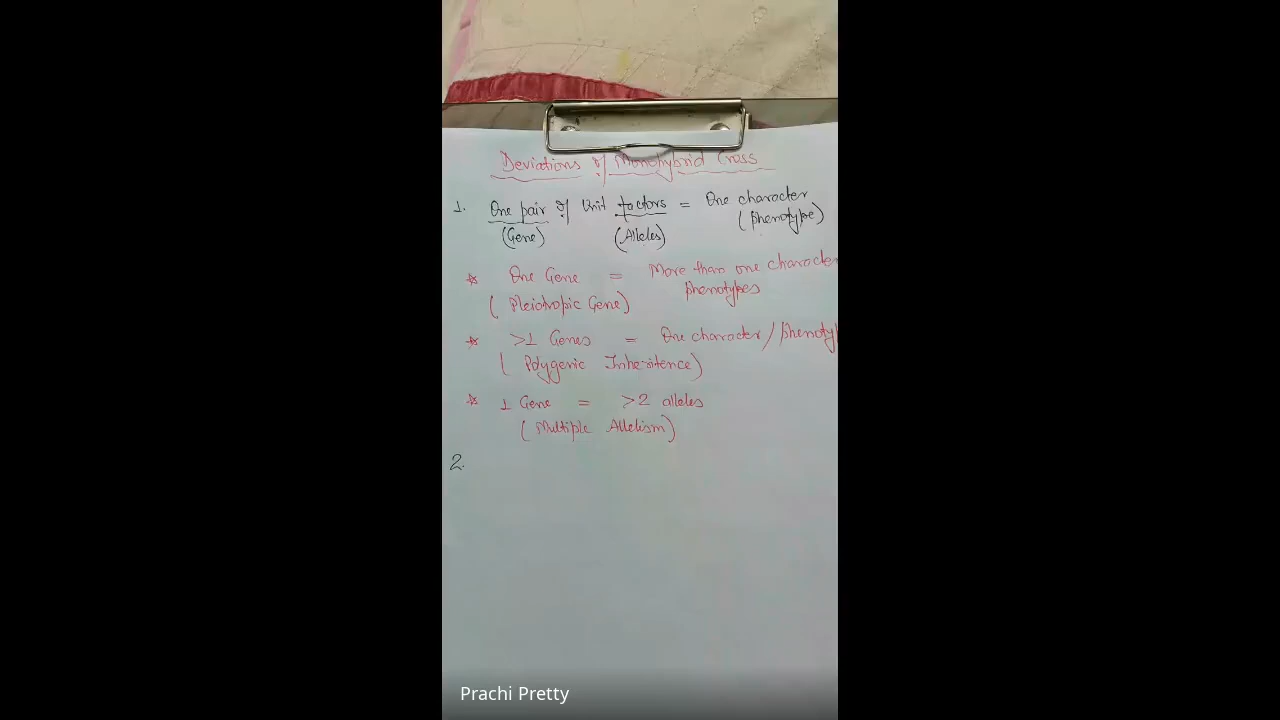 Deviations of Monohybrid Cross
1. One pair of Unit factors = One character
(Gene) (Alleles) (phenotype)
☆ One Gene = More than one character
(Pleiotropic Gene) phenotypes
☆ >1 Genes = One character/phenoty
(Polygenic Inheritence)
☆ 1 Gene = >2 alleles
(Multiple Allelism)
2.
Prachi Pretty